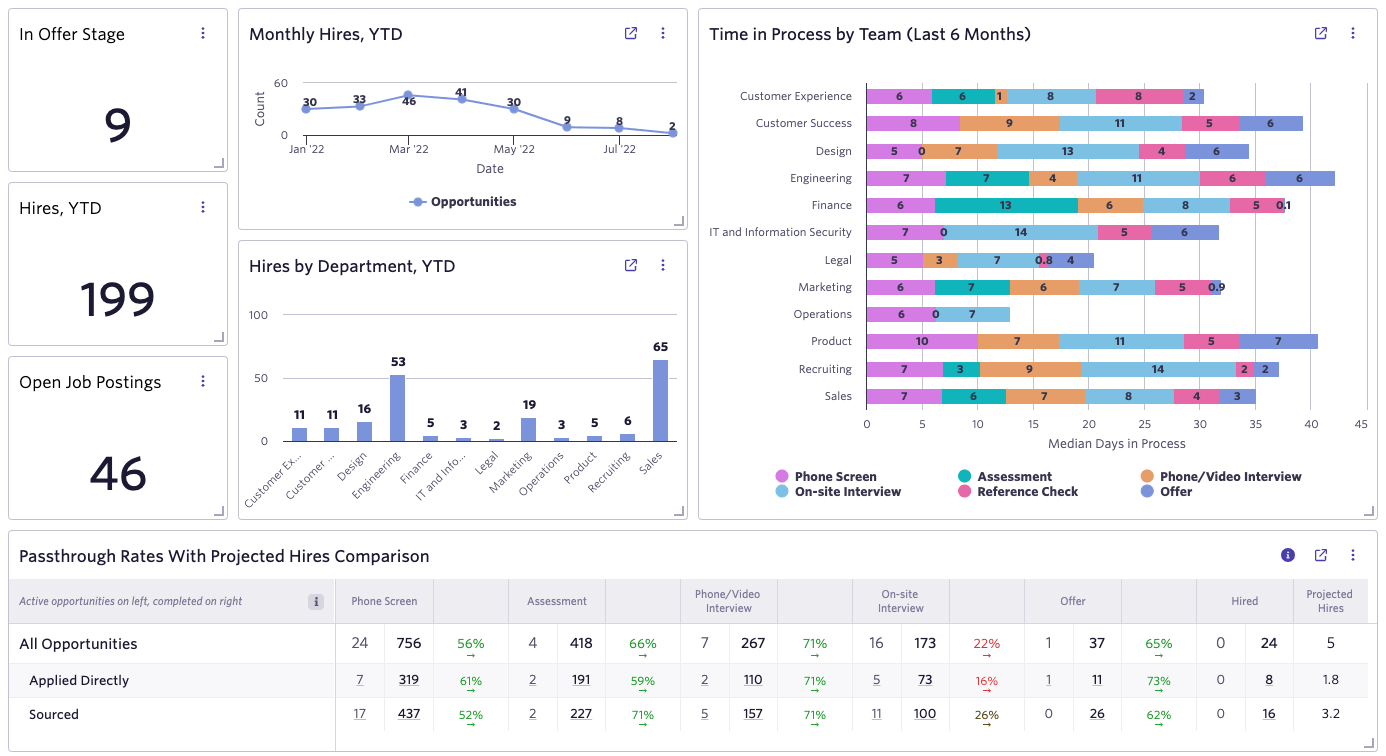 In Offer Stage
9
Hires, YTD
199
Open Job Postings
46
Monthly Hires, YTD
60
0
Count
30 33 46 41 30 9 8 2
Jan '22 Mar '22 May '22 Jul '22
Date
Opportunities
Hires by Department, YTD
100
50
0
11 11 16 53 5 3 2 19 3 5 6 65
Customer Ex...
Customer ...
Design
Engineering
Finance
IT and Info...
Legal
Marketing
Operations
Product
Recruiting
Sales
Time in Process by Team (Last 6 Months)
Customer Experience 6 6 1 8 8 2
Customer Success 8 9 11 5 6
Design 5 0 7 13 4 6
Engineering 7 7 4 11 6 6
Finance 6 13 6 8 5 0.1
IT and Information Security 7 0 14 5 6
Legal 5 3 7 0.8 4
Marketing 6 7 6 7 5 0.9
Operations 6 0 7
Product 10 7 11 5 7
Recruiting 7 3 9 14 2 2
Sales 7 6 7 8 4 3
0 5 10 15 20 25 30 35 40 45
Median Days in Process
Phone Screen Assessment Phone/Video Interview
On-site Interview Reference Check Offer
Passthrough Rates With Projected Hires Comparison
i
Active opportunities on left, completed on right i Phone Screen Assessment Phone/Video Interview On-site Interview Offer Hired Projected Hires
All Opportunities 24 756 56% → 4 418 66% → 7 267 71% → 16 173 22% → 1 37 65% → 0 24 5
Applied Directly 7 319 61% → 2 191 59% → 2 110 71% → 5 73 16% → 1 11 73% → 0 8 1.8
Sourced 17 437 52% → 2 227 71% → 5 157 71% → 11 100 26% → 0 26 62% → 0 16 3.2